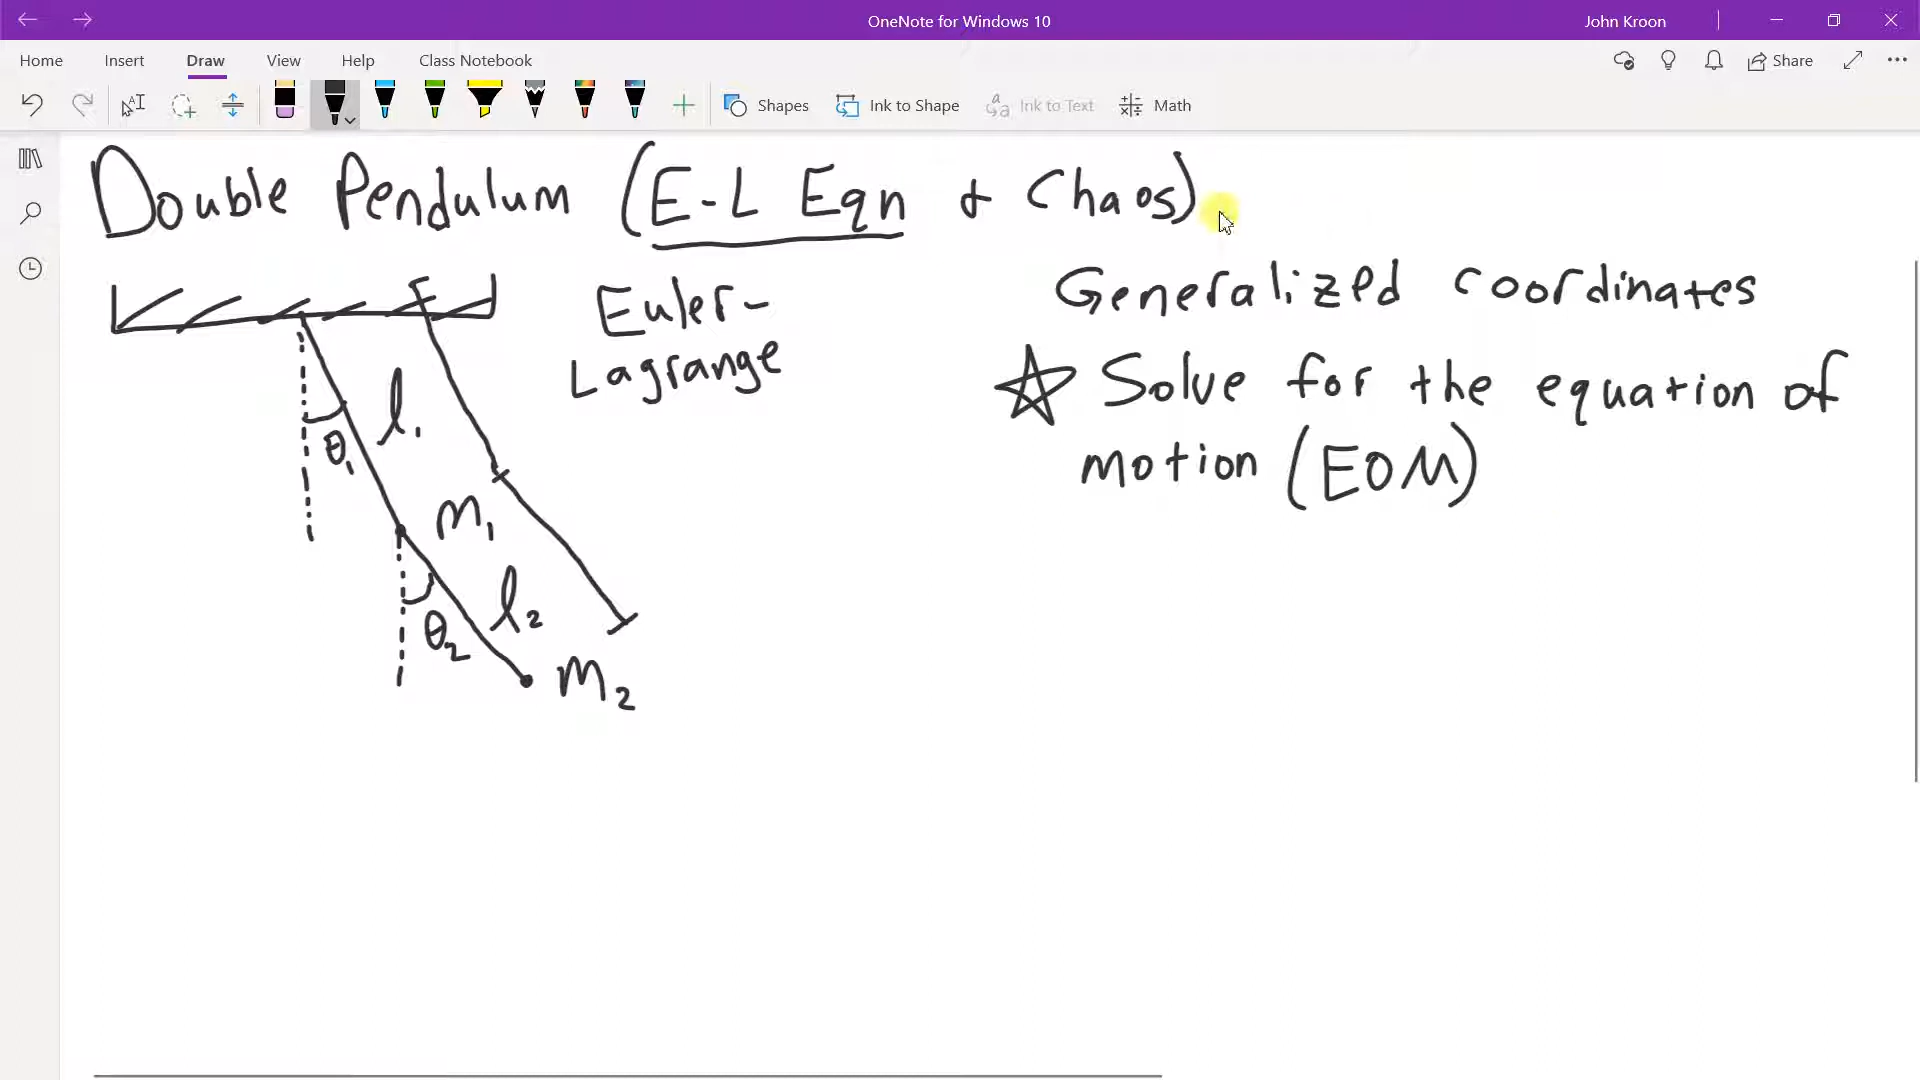 OneNote for Windows 10
John Kroon
Home Insert Draw View Help Class Notebook
Share
Shapes Ink to Shape Ink to Text Math
Double Pendulum (E-L Eqn + Chaos)
Euler-
Lagrange
Generalized coordinates
Solve for the equation of
motion (EOM)
l1
θ1
m1
l2
θ2
m2